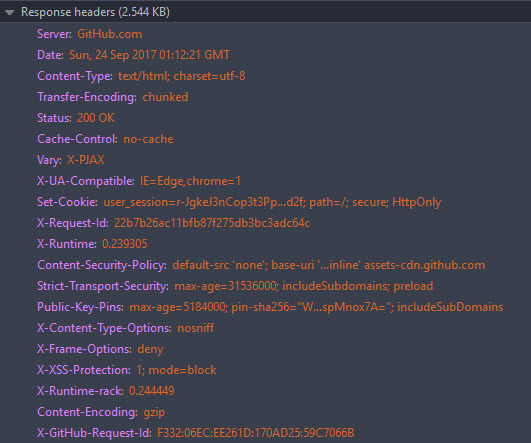 Response headers (2.544 KB)
Server: GitHub.com
Date: Sun, 24 Sep 2017 01:12:21 GMT
Content-Type: text/html; charset=utf-8
Transfer-Encoding: chunked
Status: 200 OK
Cache-Control: no-cache
Vary: X-PJAX
X-UA-Compatible: IE=Edge,chrome=1
Set-Cookie: user_session=r-JgkeJ3nCop3t3Pp...d2f; path=/; secure; HttpOnly
X-Request-Id: 22b7b26ac11bfb87f275db3bc3adc64c
X-Runtime: 0.239305
Content-Security-Policy: default-src 'none'; base-uri '...inline' assets-cdn.github.com
Strict-Transport-Security: max-age=31536000; includeSubdomains; preload
Public-Key-Pins: max-age=5184000; pin-sha256="W...spMnox7A="; includeSubDomains
X-Content-Type-Options: nosniff
X-Frame-Options: deny
X-XSS-Protection: 1; mode=block
X-Runtime-rack: 0.244449
Content-Encoding: gzip
X-GitHub-Request-Id: F332:06EC:EE261D:170AD25:59C7066B